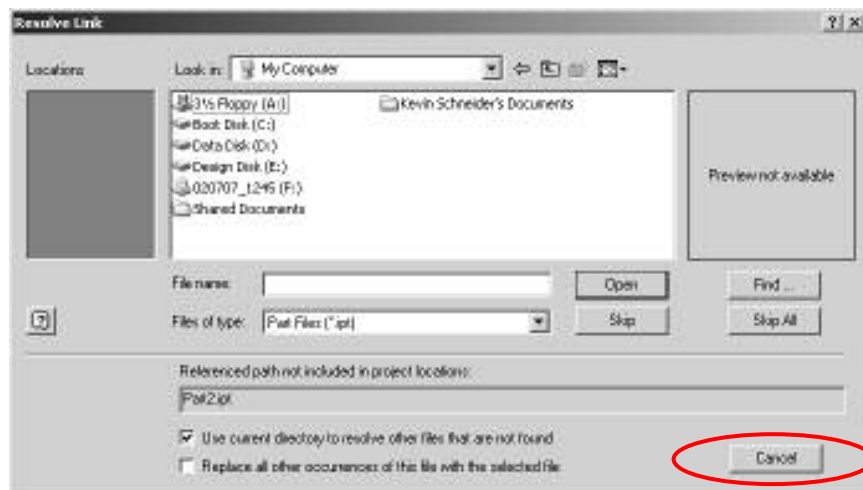 Resolve Link
Locations
Look in: My Computer
3½ Floppy (A:)
Boot Disk (C:)
Data Disk (D:)
Design Disk (E:)
020707_1245 (F:)
Shared Documents
Kevin Schneider's Documents
Preview not available
File name:
Open
Find ...
Files of type: Part Files (*.ipt)
Skip
Skip All
Referenced path not included in project locations:
Part2.ipt
Use current directory to resolve other files that are not found
Replace all other occurrences of this file with the selected file
Cancel